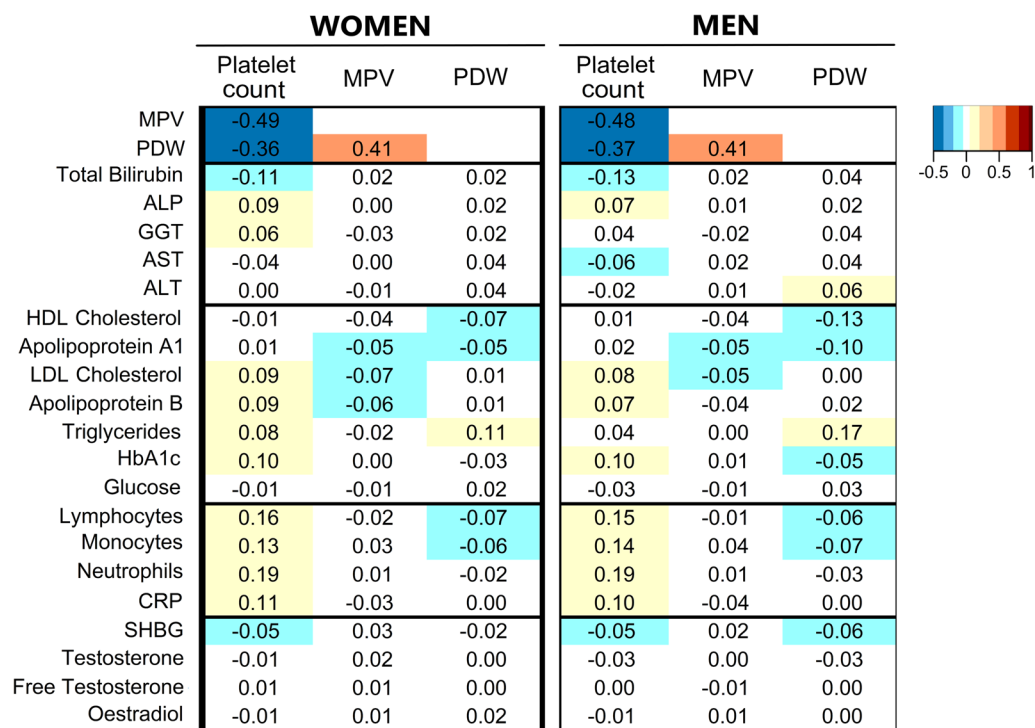 WOMEN MEN
Platelet count MPV PDW Platelet count MPV PDW
MPV -0.49 -0.48
PDW -0.36 0.41 -0.37 0.41
-0.5 0 0.5 1
Total Bilirubin -0.11 0.02 0.02 -0.13 0.02 0.04
ALP 0.09 0.00 0.02 0.07 0.01 0.02
GGT 0.06 -0.03 0.02 0.04 -0.02 0.04
AST -0.04 0.00 0.04 -0.06 0.02 0.04
ALT 0.00 -0.01 0.04 -0.02 0.01 0.06
HDL Cholesterol -0.01 -0.04 -0.07 0.01 -0.04 -0.13
Apolipoprotein A1 0.01 -0.05 -0.05 0.02 -0.05 -0.10
LDL Cholesterol 0.09 -0.07 0.01 0.08 -0.05 0.00
Apolipoprotein B 0.09 -0.06 0.01 0.07 -0.04 0.02
Triglycerides 0.08 -0.02 0.11 0.04 0.00 0.17
HbA1c 0.10 0.00 -0.03 0.10 0.01 -0.05
Glucose -0.01 -0.01 0.02 -0.03 -0.01 0.03
Lymphocytes 0.16 -0.02 -0.07 0.15 -0.01 -0.06
Monocytes 0.13 0.03 -0.06 0.14 0.04 -0.07
Neutrophils 0.19 0.01 -0.02 0.19 0.01 -0.03
CRP 0.11 -0.03 0.00 0.10 -0.04 0.00
SHBG -0.05 0.03 -0.02 -0.05 0.02 -0.06
Testosterone -0.01 0.02 0.00 -0.03 0.00 -0.03
Free Testosterone 0.01 0.01 0.00 0.00 -0.01 0.00
Oestradiol -0.01 0.01 0.02 -0.01 0.01 0.00